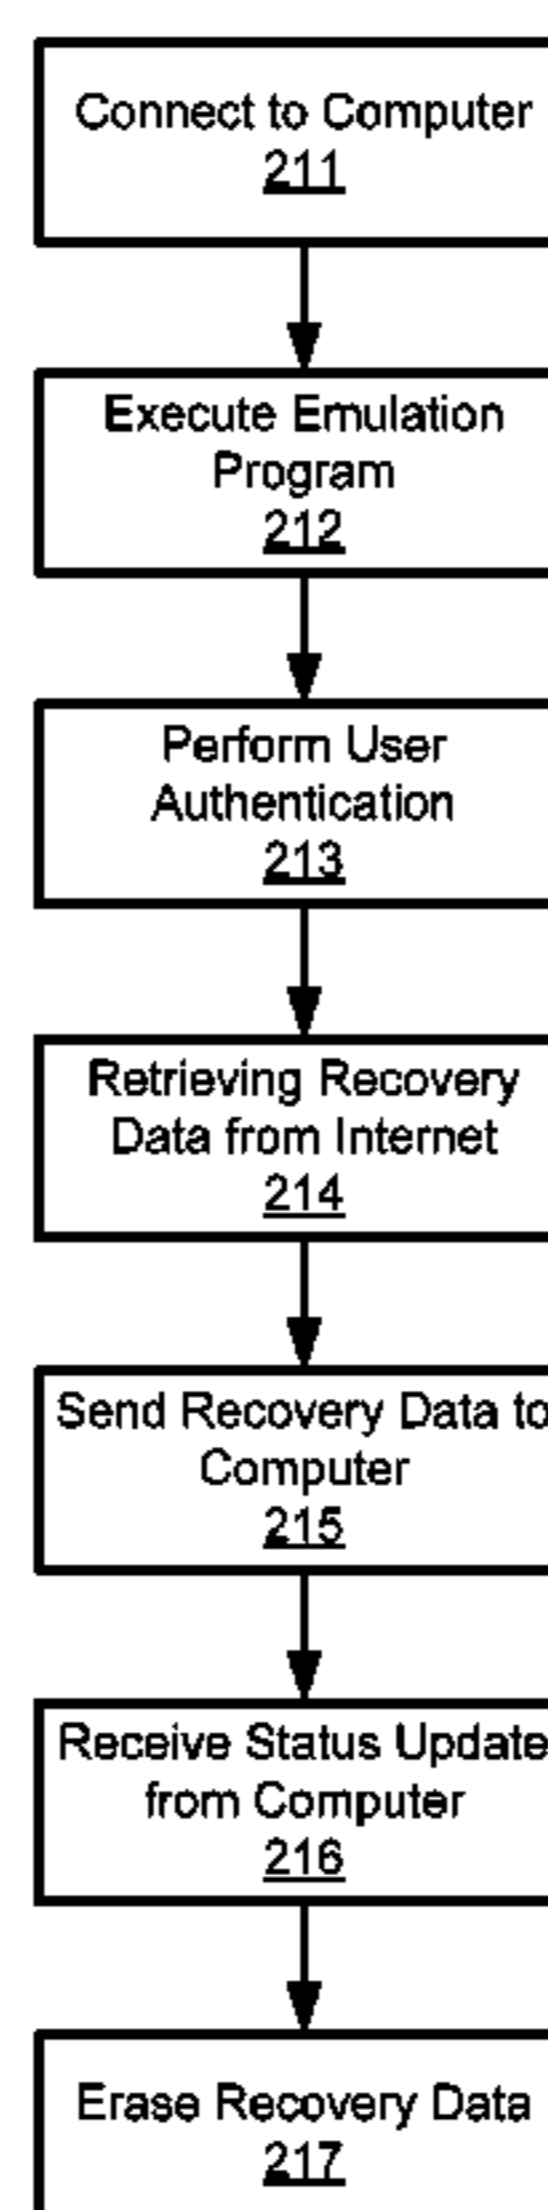 Connect to Computer
211
Execute Emulation
Program
212
Perform User
Authentication
213
Retrieving Recovery
Data from Internet
214
Send Recovery Data to
Computer
215
Receive Status Update
from Computer
216
Erase Recovery Data
217